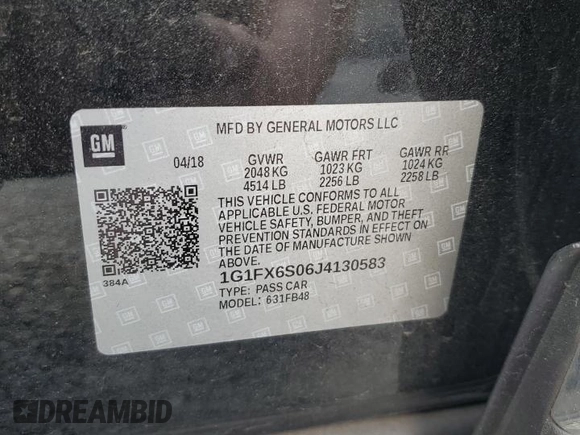 GM
MFD BY GENERAL MOTORS LLC
04/18 GVWR GAWR FRT GAWR RR
2048 KG 1023 KG 1024 KG
4514 LB 2256 LB 2258 LB
THIS VEHICLE CONFORMS TO ALL
APPLICABLE U.S. FEDERAL MOTOR
VEHICLE SAFETY, BUMPER, AND THEFT
PREVENTION STANDARDS IN EFFECT ON
THE DATE OF MANUFACTURE SHOWN
ABOVE.
384A
1G1FX6S06J4130583
TYPE: PASS CAR
MODEL: 631FB48
DREAMBID